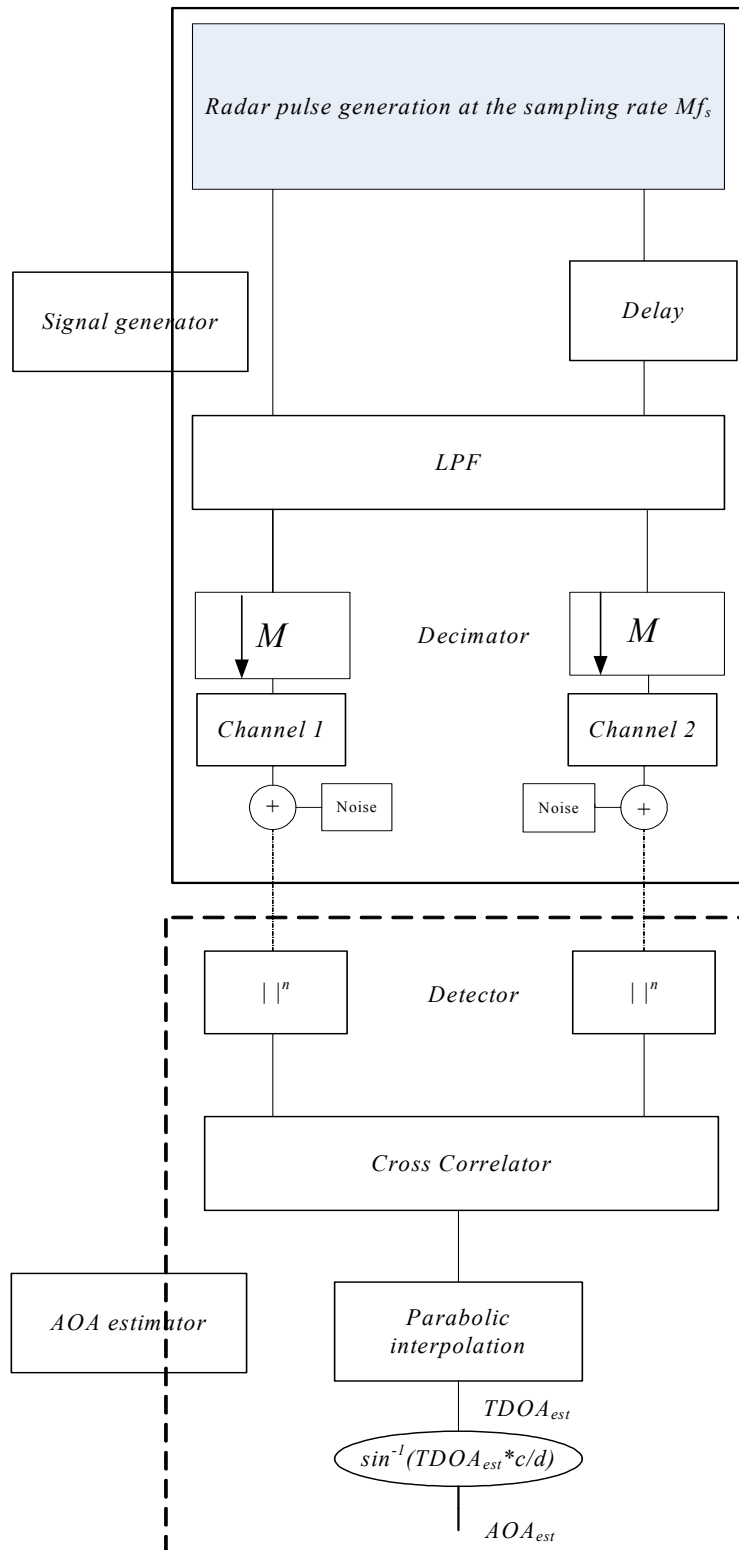 Radar pulse generation at the sampling rate Mfₛ
Signal generator
Delay
LPF
M
Decimator
M
Channel 1
Channel 2
+
Noise
Noise
+
| |ⁿ
Detector
| |ⁿ
Cross Correlator
AOA estimator
Parabolic
interpolation
TDOAₑₛₜ
sin⁻¹(TDOAₑₛₜ*c/d)
AOAₑₛₜ